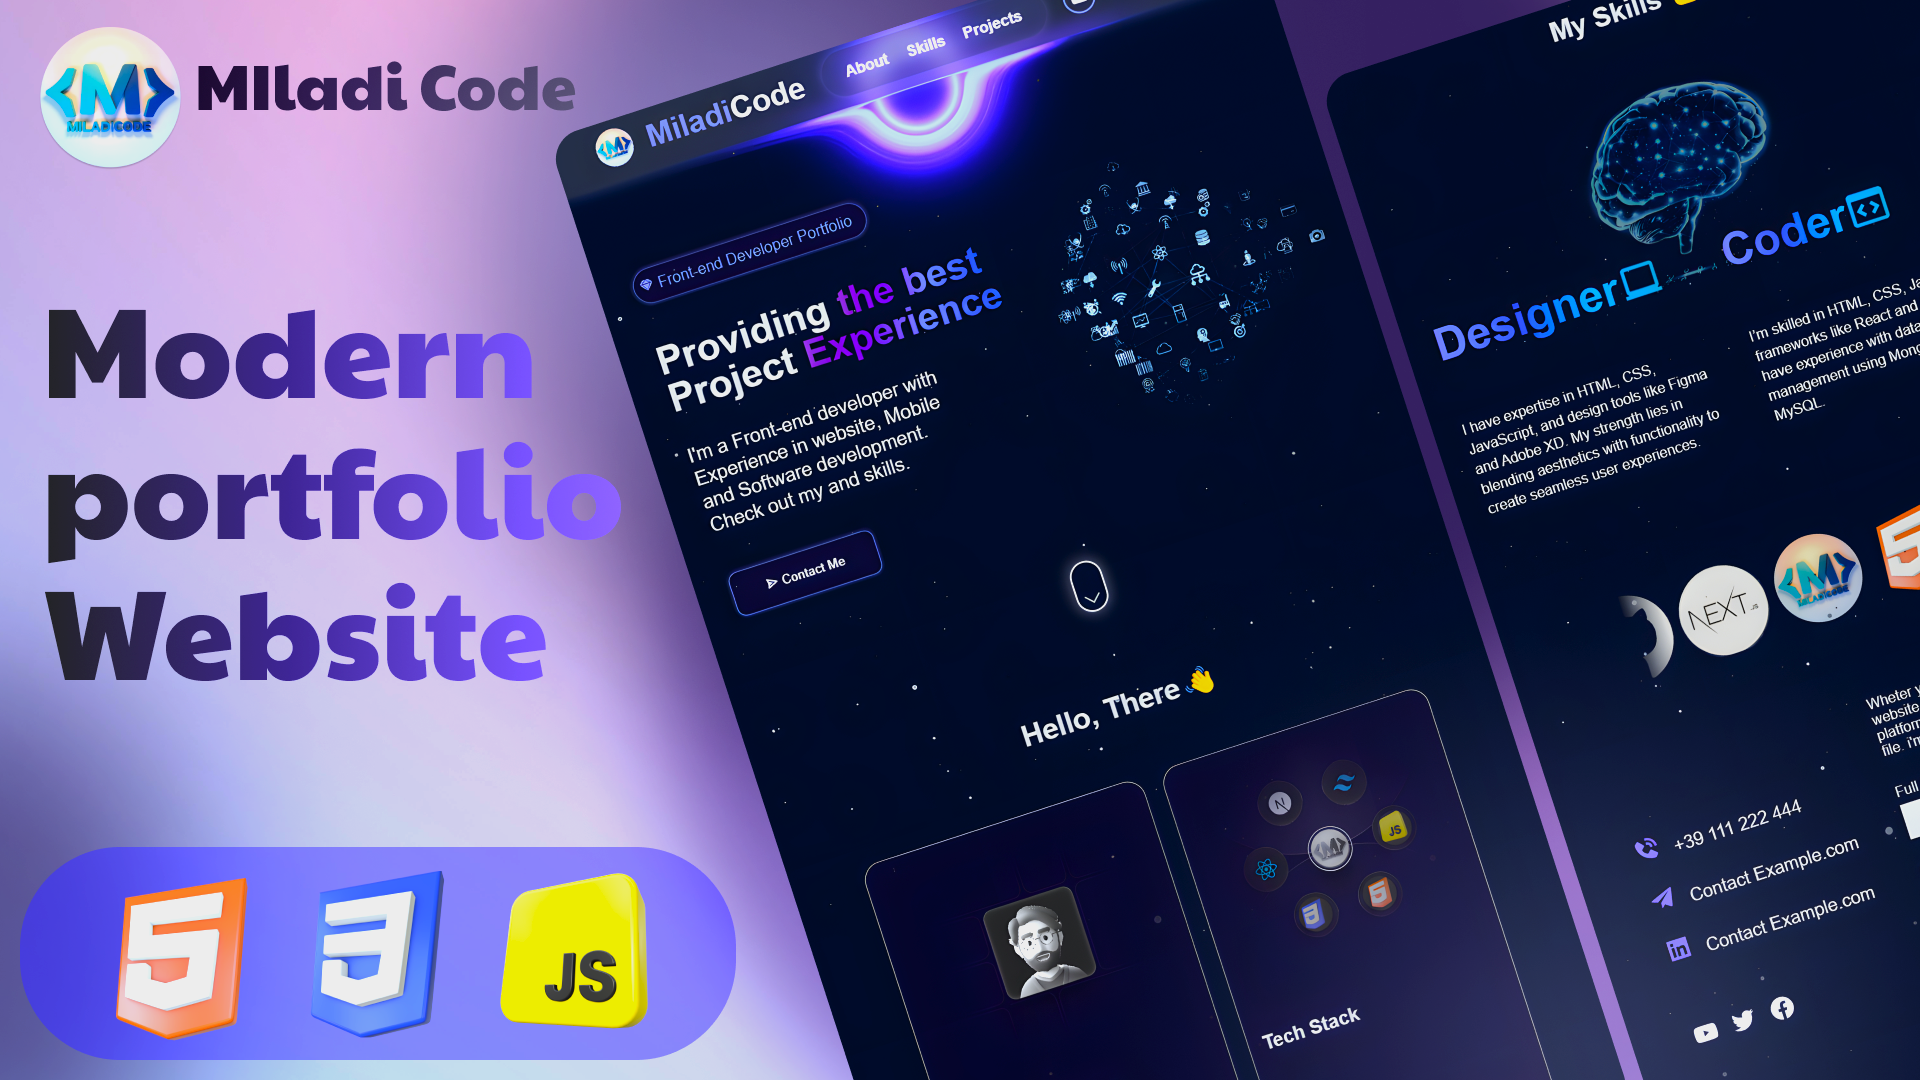 MILADICODE
MIladi Code
Modern
portfolio
Website
JS
MILADICODE
MiladiCode
About Skills Projects
Front-end Developer Portfolio
Providing the best
Project Experience
I'm a Front-end developer with
Experience in website, Mobile
and Software development.
Check out my and skills.
Contact Me
Hello, There
N
JS
Tech Stack
My Skills
Designer
Coder
I have expertise in HTML, CSS,
JavaScript, and design tools like Figma
and Adobe XD. My strength lies in
blending aesthetics with functionality to
create seamless user experiences.
I'm skilled in HTML, CSS,
frameworks like React and
have experience with
management using
MySQL.
NEXT.JS
MILADICODE
Wheter
website
file. i'm
Full
+39 111 222 444
Contact Example.com
in
Contact Example.com